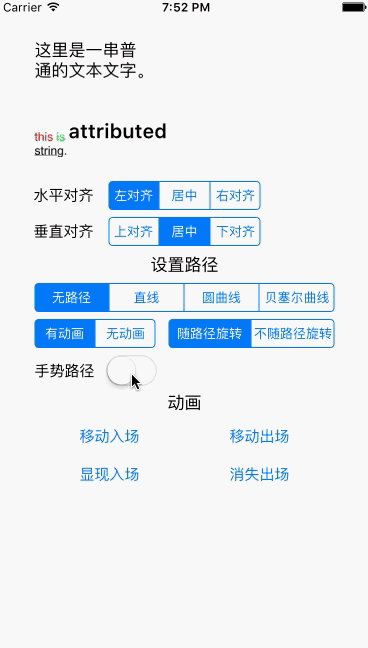 Carrier 7:52 PM
这里是一串普
通的文本文字。
this is attributed
string.
水平对齐 左对齐 居中 右对齐
垂直对齐 上对齐 居中 下对齐
设置路径
无路径 直线 圆曲线 贝塞尔曲线
有动画 无动画 随路径旋转 不随路径旋转
手势路径
动画
移动入场 移动出场
显现入场 消失出场